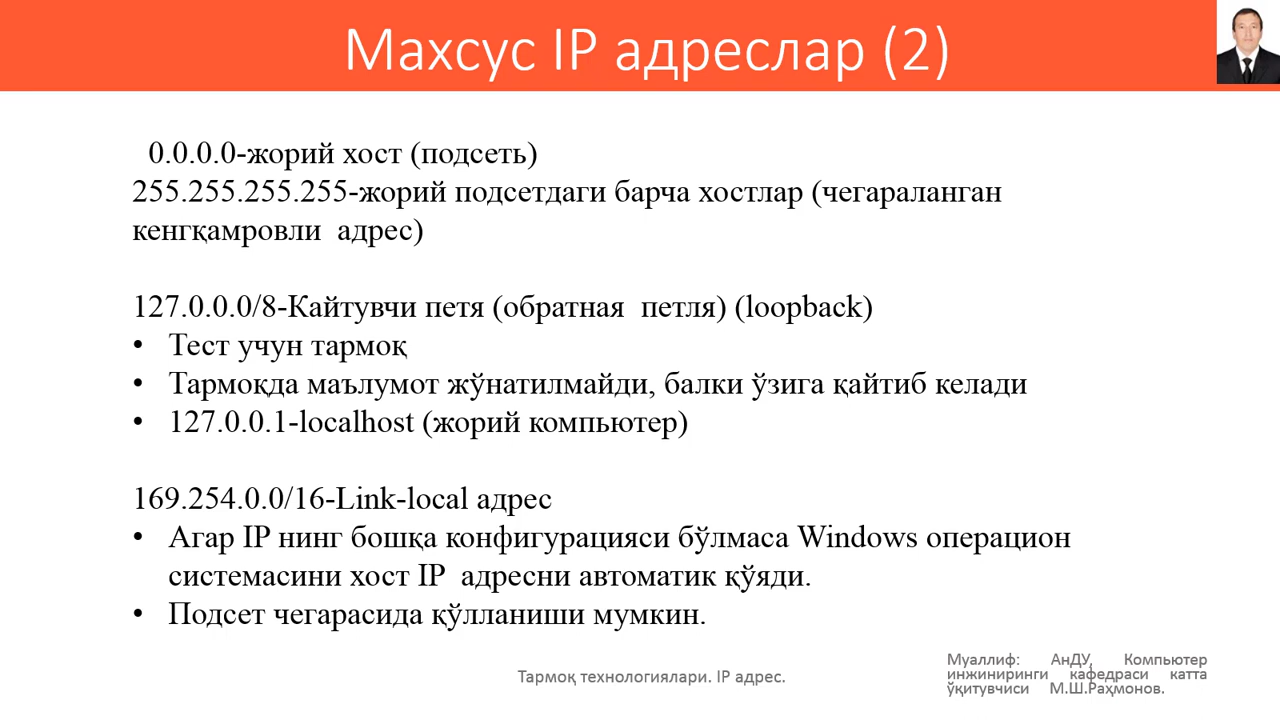 Махсус IP адреслар (2)
0.0.0.0-жорий хост (подсеть)
255.255.255.255-жорий подсетдаги барча хостлар (чегараланган
кенгқамровли адрес)
127.0.0.0/8-Кайтувчи петя (обратная петля) (loopback)
• Тест учун тармоқ
• Тармоқда маълумот жўнатилмайди, балки ўзига қайтиб келади
• 127.0.0.1-localhost (жорий компьютер)
169.254.0.0/16-Link-local адрес
• Агар IP нинг бошқа конфигурацияси бўлмаса Windows операцион
системасини хост IP адресни автоматик қўяди.
• Подсет чегарасида қўлланиши мумкин.
Тармоқ технологиялари. IP адрес.
Муаллиф: АнДУ, Компьютер
инжиниринги кафедраси катта
ўқитувчиси М.Ш.Раҳмонов.